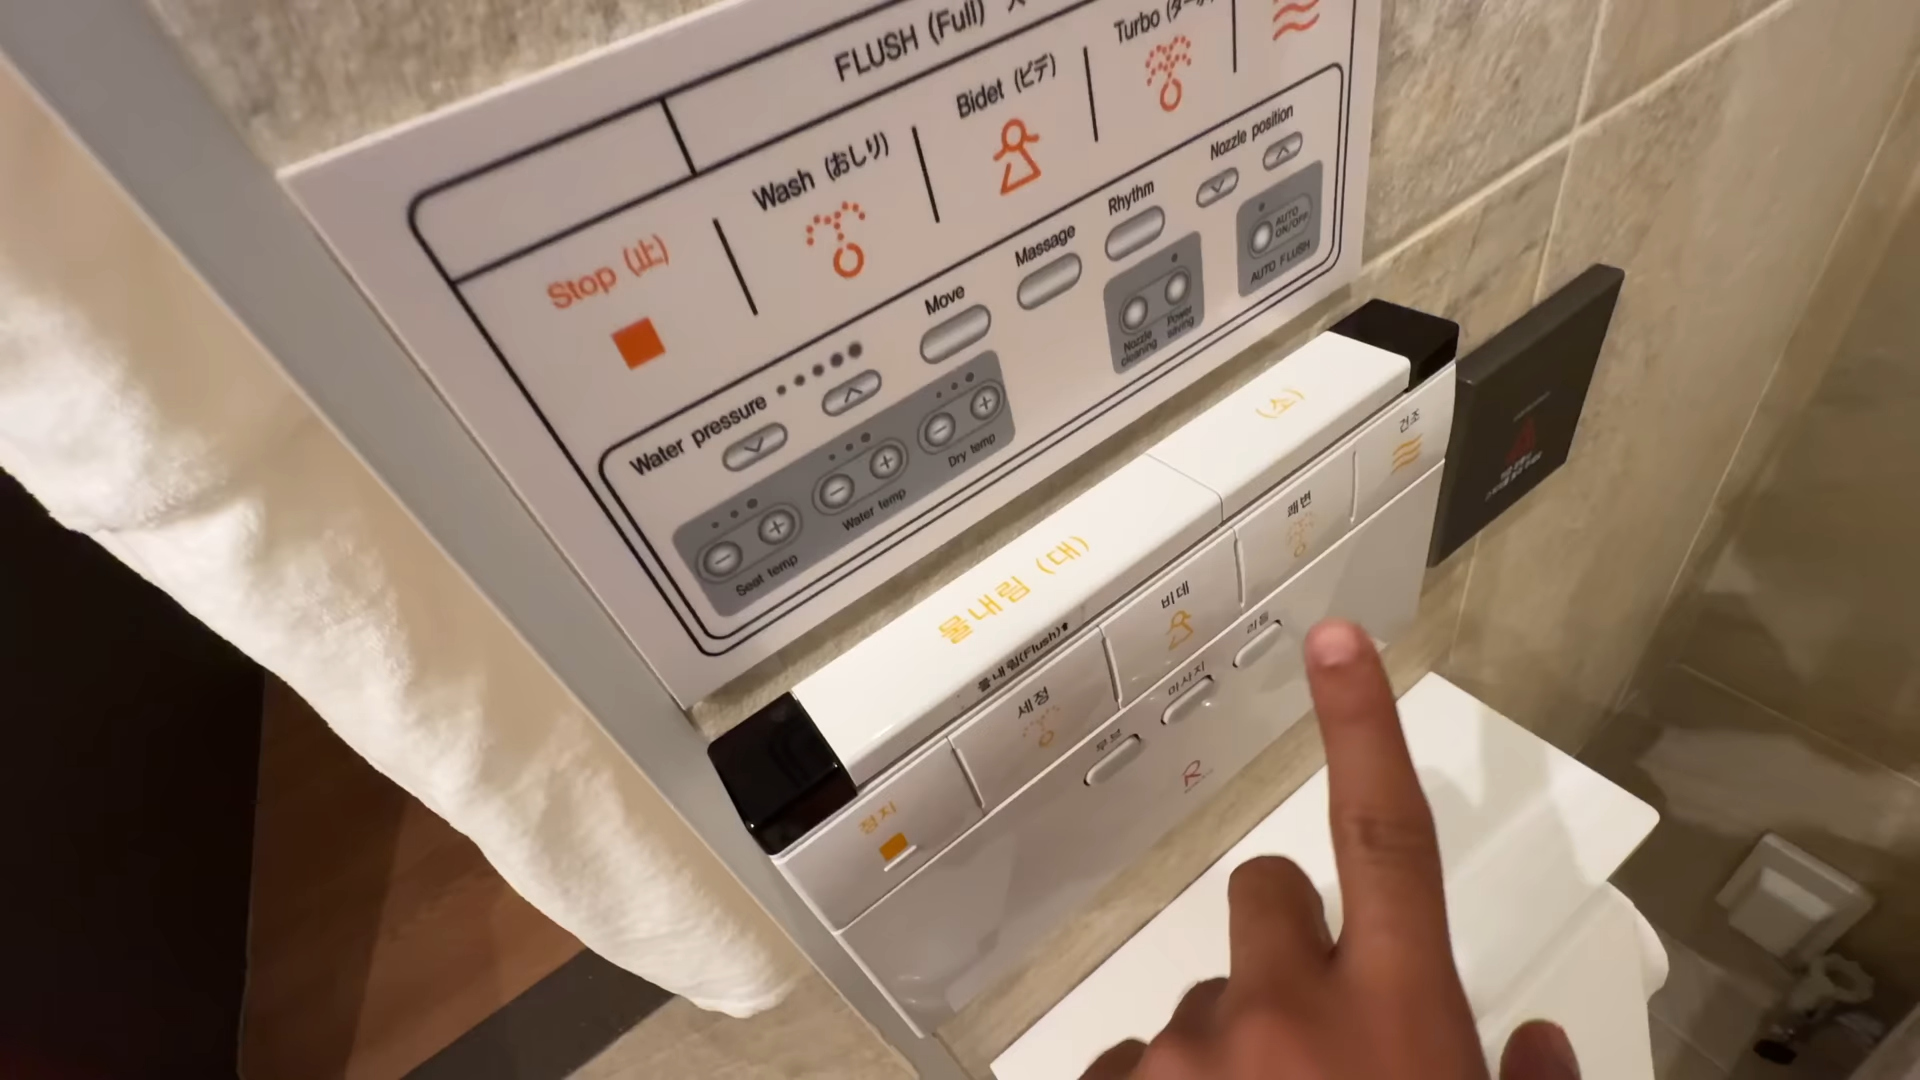 FLUSH (Full)
Stop (止)
Wash (おしり)
Bidet (ビデ)
Turbo
Water pressure
Move
Massage
Rhythm
Nozzle position
Seat temp
Water temp
Dry temp
Nozzle cleaning
Power saving
AUTO ON/OFF
AUTO FLUSH
물내림 (대)
(소)
물내림(Flush)
정지
세정
비데
쾌변
건조
무브
마사지
리듬
R